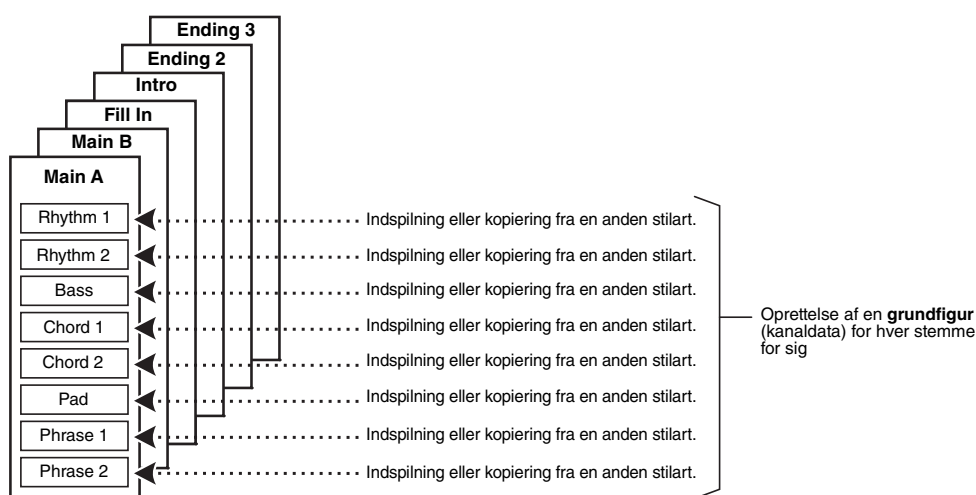 Ending 3
Ending 2
Intro
Fill In
Main B
Main A
Rhythm 1
Indspilning eller kopiering fra en anden stilart.
Rhythm 2
Indspilning eller kopiering fra en anden stilart.
Bass
Indspilning eller kopiering fra en anden stilart.
Chord 1
Indspilning eller kopiering fra en anden stilart.
Chord 2
Indspilning eller kopiering fra en anden stilart.
Pad
Indspilning eller kopiering fra en anden stilart.
Phrase 1
Indspilning eller kopiering fra en anden stilart.
Phrase 2
Indspilning eller kopiering fra en anden stilart.
Oprettelse af en grundfigur
(kanaldata) for hver stemme
for sig